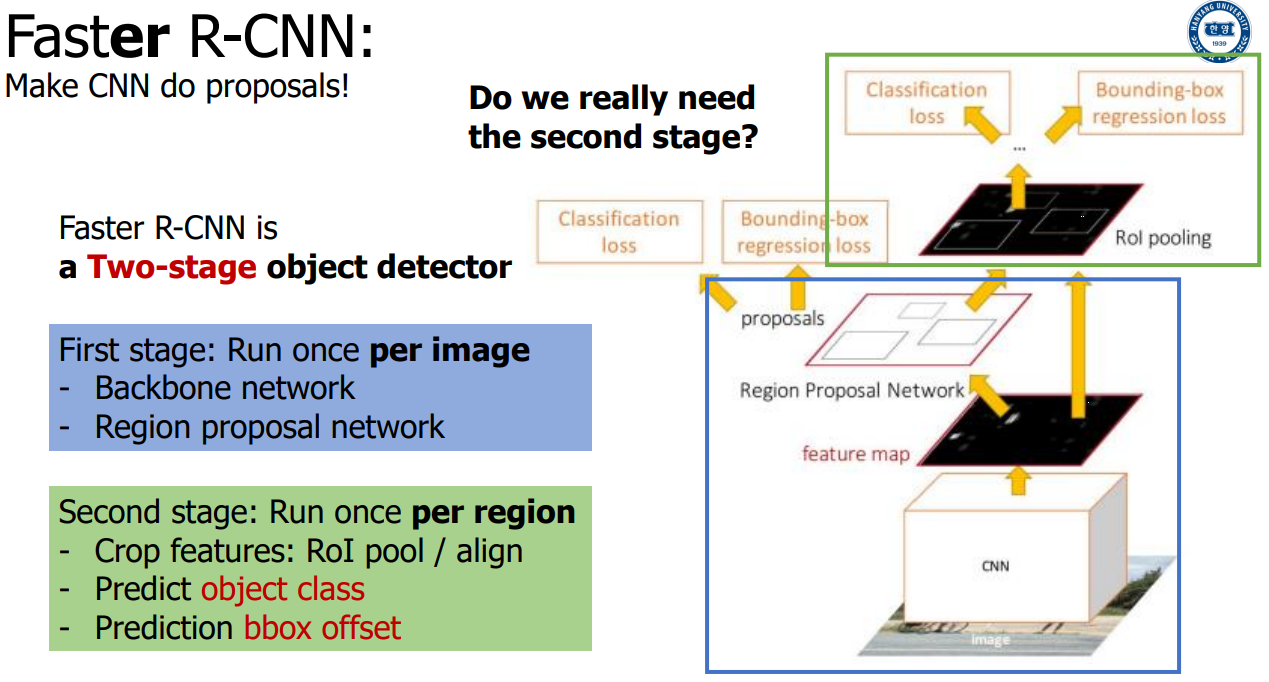 Faster R-CNN:
Make CNN do proposals!
HANYANG UNIVERSITY
한양
1939
Do we really need
the second stage?
Faster R-CNN is
a Two-stage object detector
First stage: Run once per image
- Backbone network
- Region proposal network
Second stage: Run once per region
- Crop features: RoI pool / align
- Predict object class
- Prediction bbox offset
Classification
loss
Bounding-box
regression loss
...
RoI pooling
Classification
loss
Bounding-box
regression loss
proposals
Region Proposal Network
feature map
CNN
image